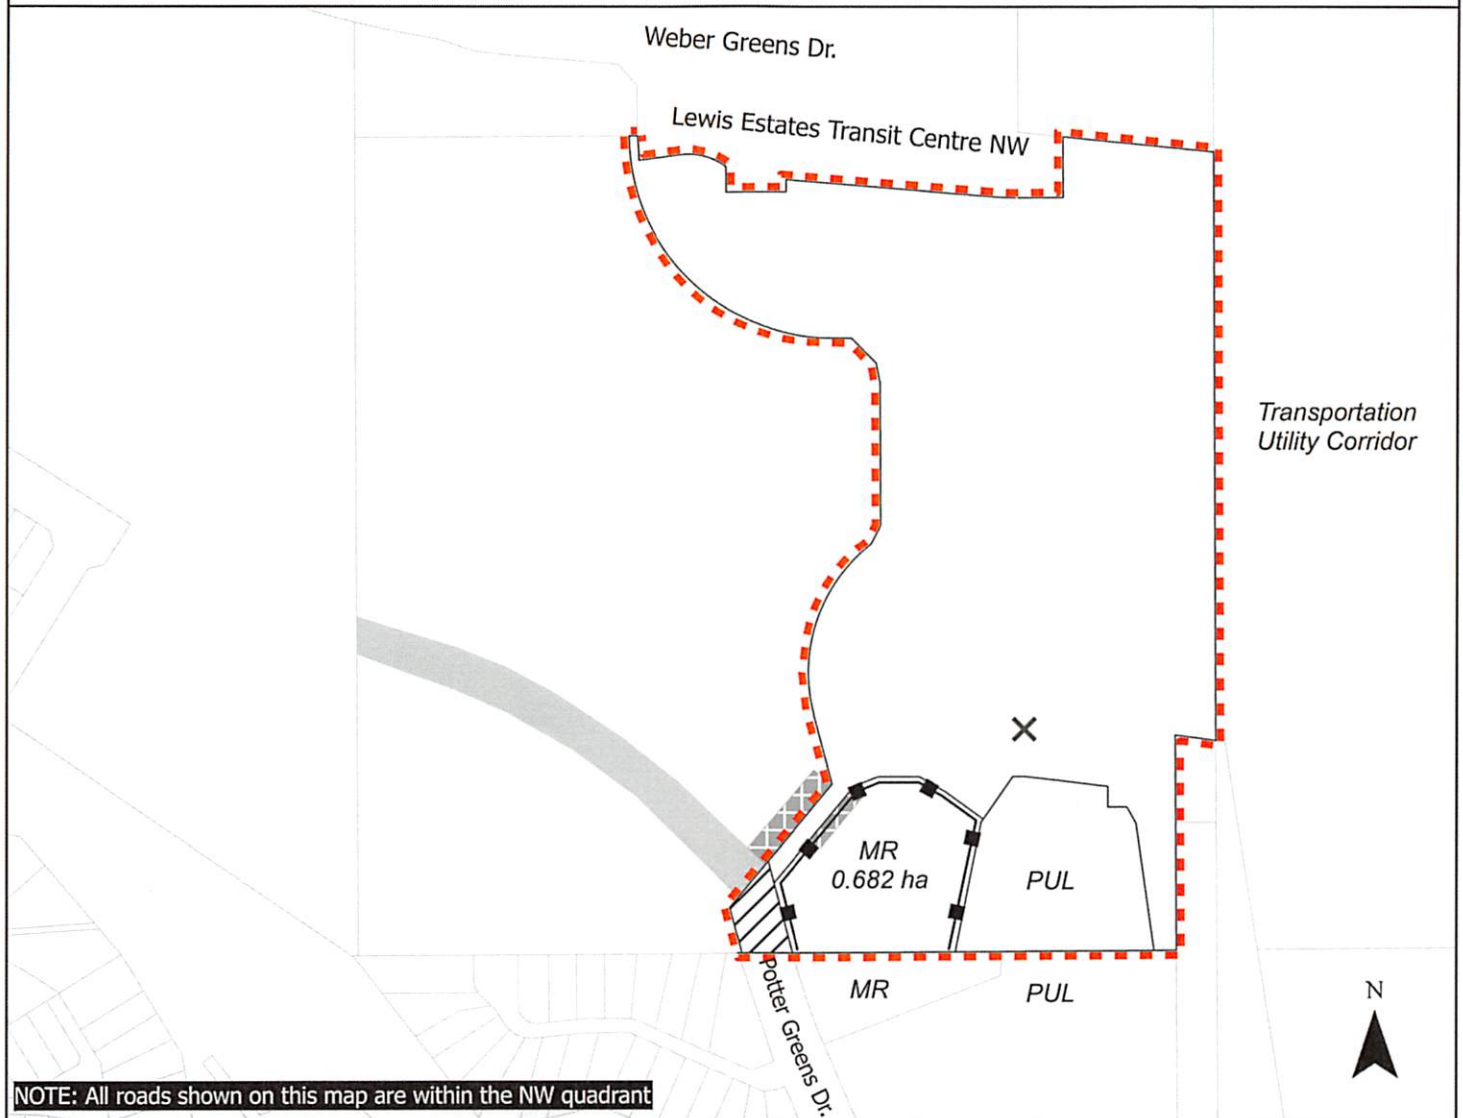 Weber Greens Dr.
Lewis Estates Transit Centre NW
Transportation
Utility Corridor
MR
0.682 ha
PUL
MR
PUL
Potter Greens Dr.
N
NOTE: All roads shown on this map are within the NW quadrant